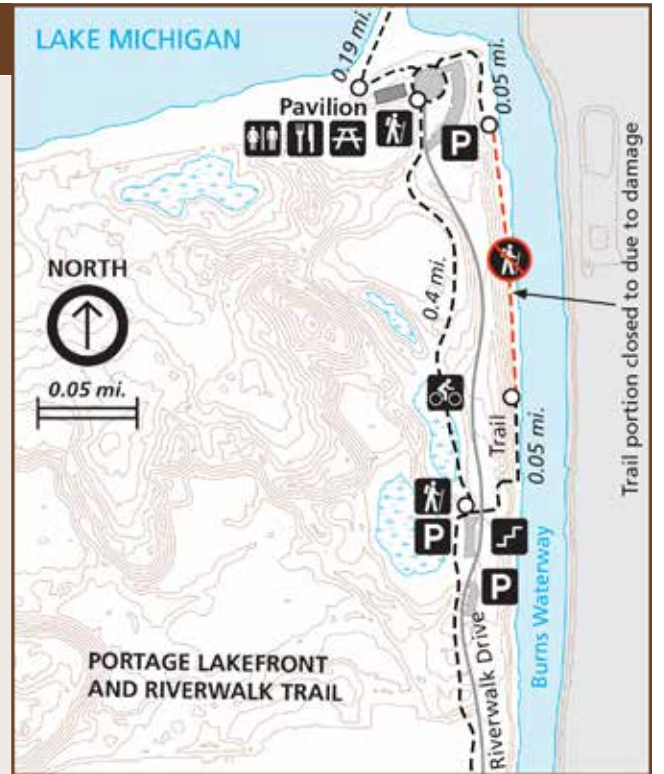 LAKE MICHIGAN
0.19 mi.
0.05 mi.
Pavilion
P
NORTH
0.05 mi.
0.4 mi.
Trail portion closed to due to damage
Trail
0.05 mi.
P
P
Burns Waterway
Riverwalk Drive
PORTAGE LAKEFRONT
AND RIVERWALK TRAIL